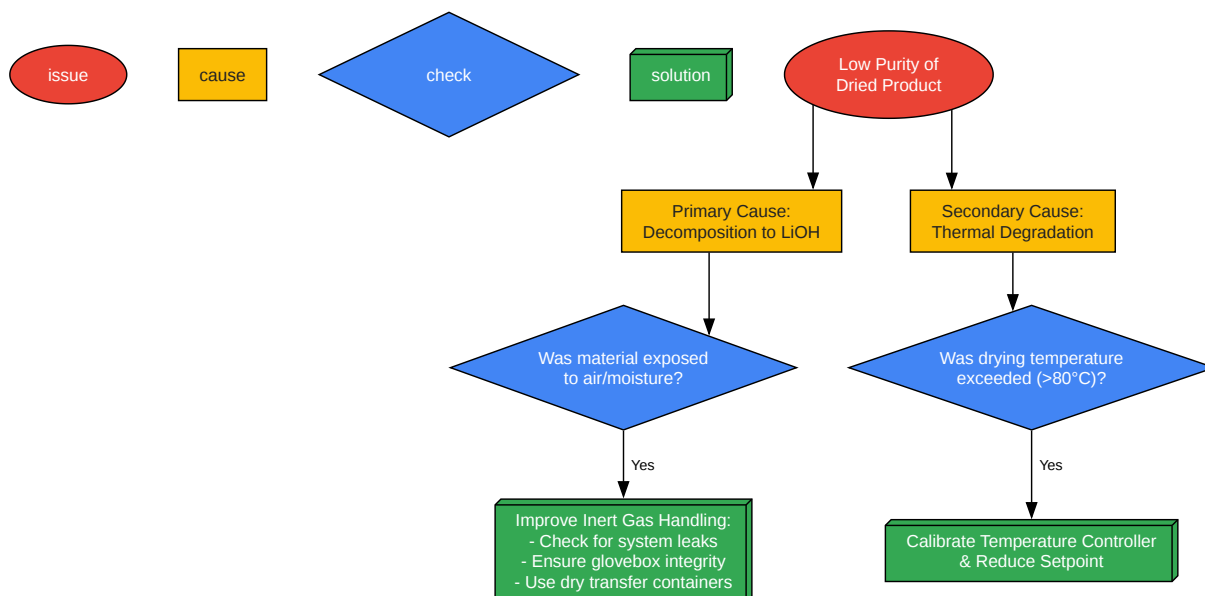 issue
cause
check
solution
Low Purity of
Dried Product
Primary Cause:
Decomposition to LiOH
Secondary Cause:
Thermal Degradation
Was material exposed
to air/moisture?
Was drying temperature
exceeded (>80°C)?
Yes
Yes
Improve Inert Gas Handling:
- Check for system leaks
- Ensure glovebox integrity
- Use dry transfer containers
Calibrate Temperature Controller
& Reduce Setpoint